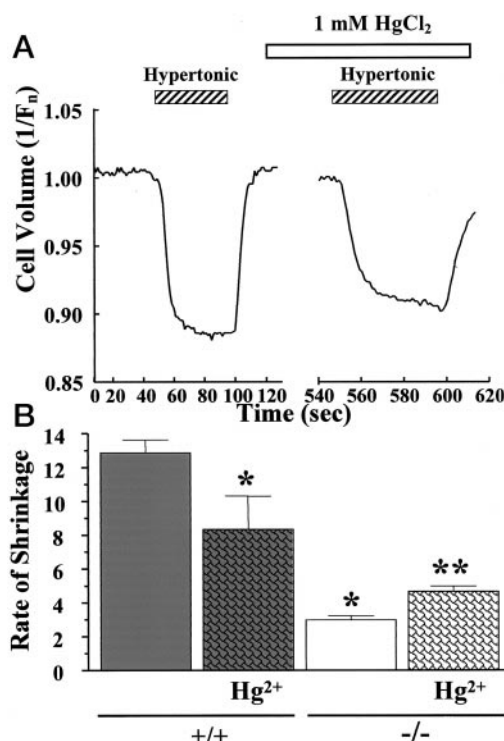 1 mM HgCl₂
A
Hypertonic Hypertonic
Cell Volume (1/Fₙ)
1.05
1.00
0.95
0.90
0.85
0 20 40 60 80 100 120 540 560 580 600 620
Time (sec)
B
Rate of Shrinkage
14
12
10
8
6
4
2
0
* * **
Hg²⁺ Hg²⁺
+/+ -/-